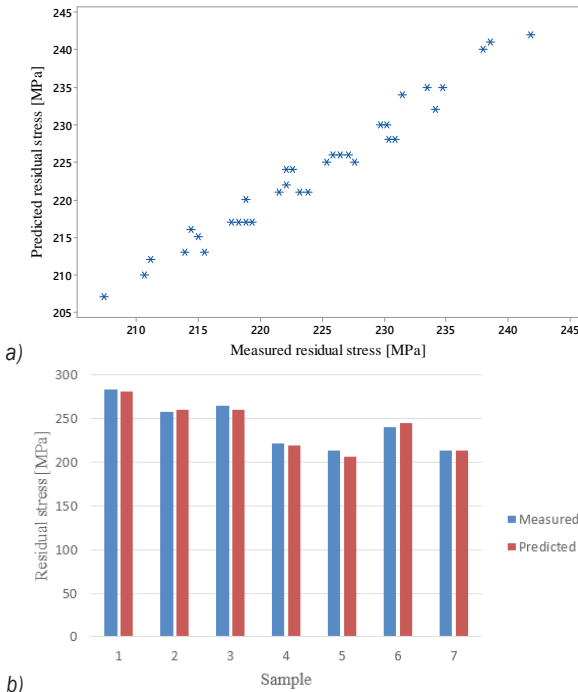 245
240
235
230
225
220
215
210
205
Predicted residual stress [MPa]
210 215 220 225 230 235 240 245
Measured residual stress [MPa]
a)
300
250
200
150
100
50
0
Residual stress [MPa]
Measured
Predicted
1 2 3 4 5 6 7
Sample
b)